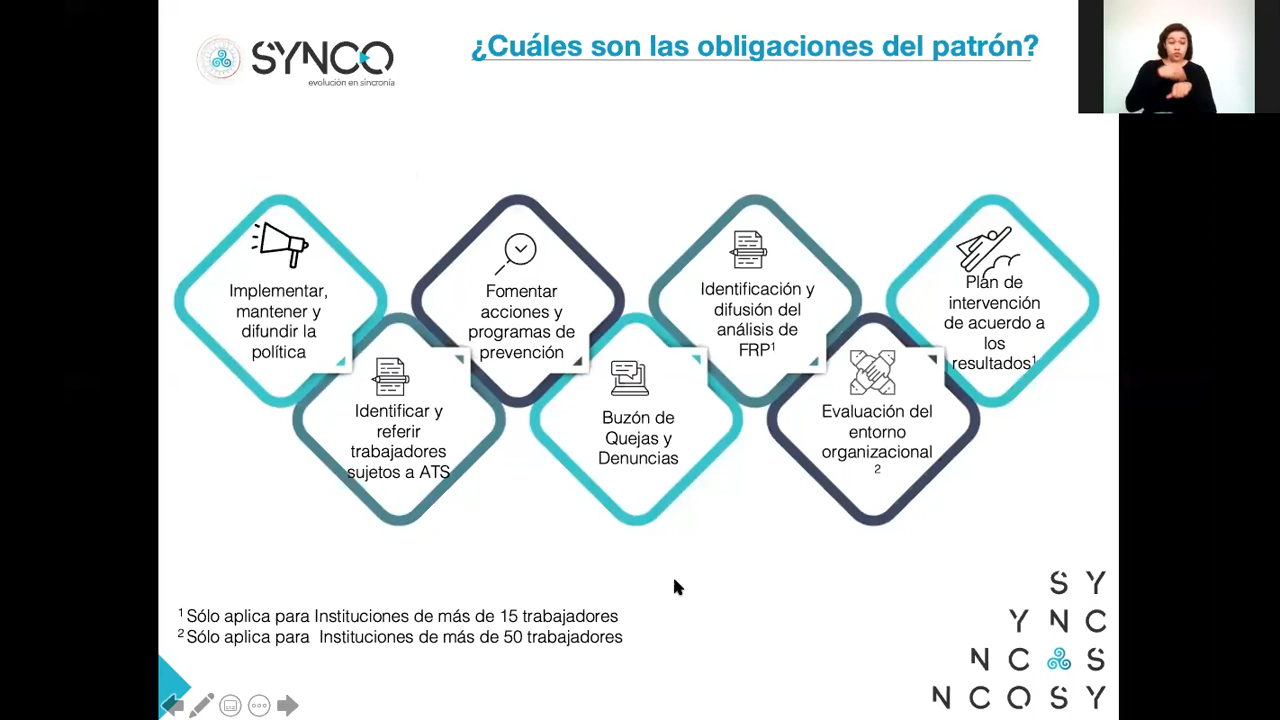 SYNCO
evolución en sincronía
¿Cuáles son las obligaciones del patrón?
Implementar,
mantener y
difundir la
política
Identificar y
referir
trabajadores
sujetos a ATS
Fomentar
acciones y
programas de
prevención
Buzón de
Quejas y
Denuncias
Identificación y
difusión del
análisis de
FRP¹
Evaluación del
entorno
organizacional
²
Plan de
intervención
de acuerdo a
los
resultados¹
¹ Sólo aplica para Instituciones de más de 15 trabajadores
² Sólo aplica para Instituciones de más de 50 trabajadores
S Y
Y N C
N C S
N C O S Y